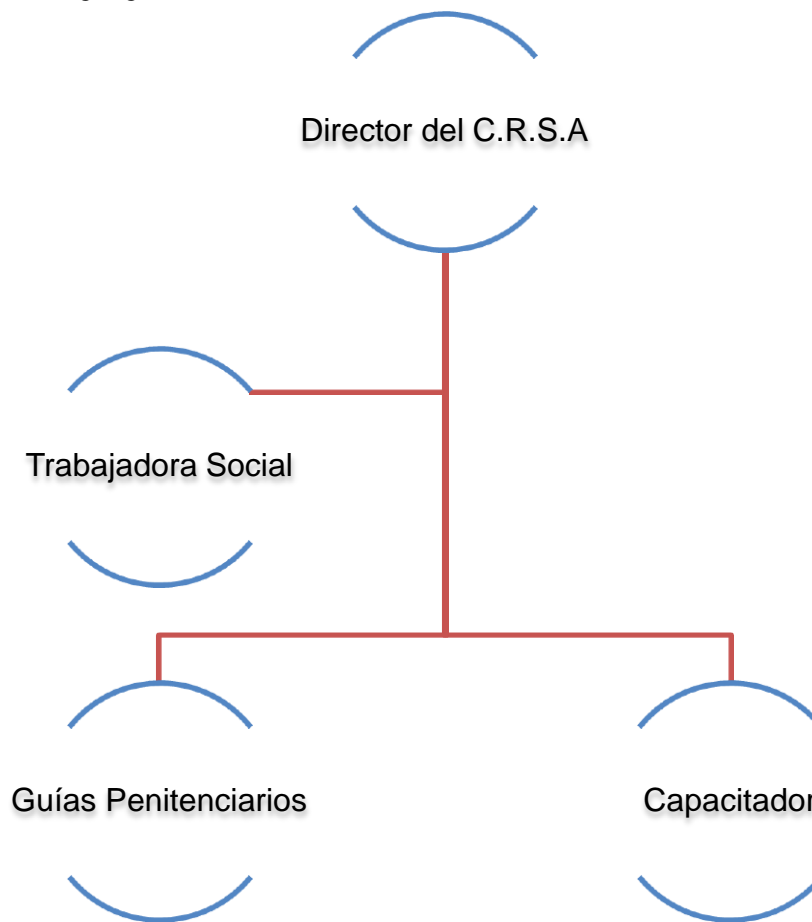 Director del C.R.S.A
Trabajadora Social
Guías Penitenciarios
Capacitador